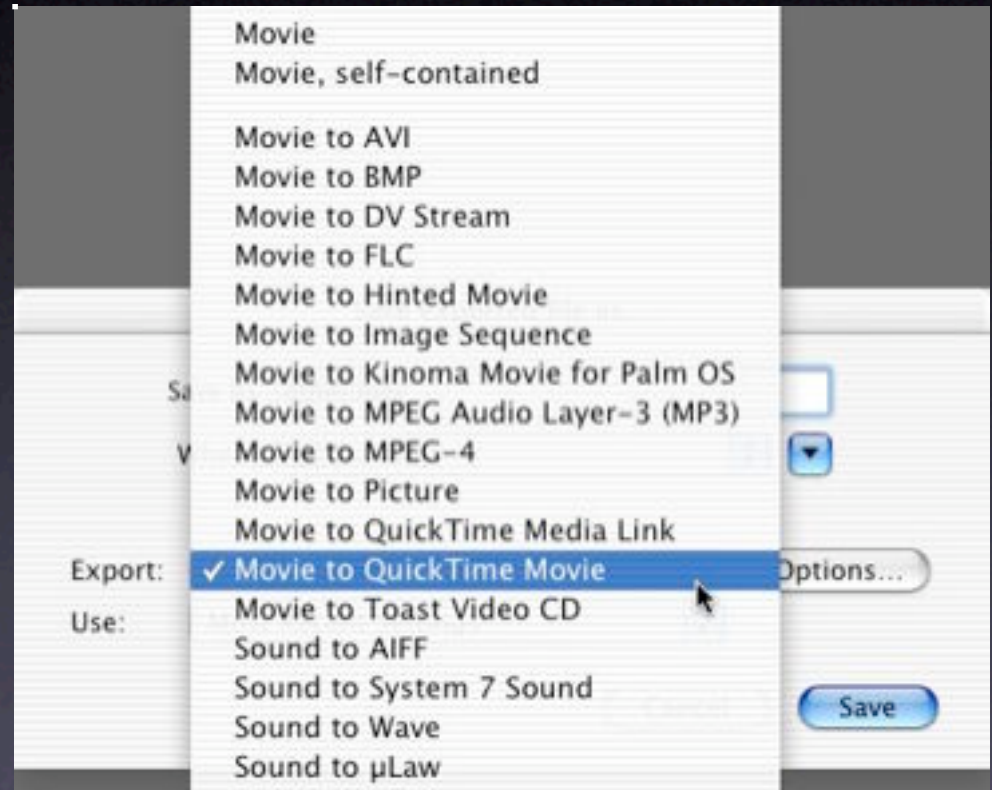 Movie
Movie, self-contained
Movie to AVI
Movie to BMP
Movie to DV Stream
Movie to FLC
Movie to Hinted Movie
Movie to Image Sequence
Movie to Kinoma Movie for Palm OS
Sa
Movie to MPEG Audio Layer-3 (MP3)
Movie to MPEG-4
Movie to Picture
Movie to QuickTime Media Link
Export: ✓ Movie to QuickTime Movie Options...
Movie to Toast Video CD
Use:
Sound to AIFF
Sound to System 7 Sound
Save
Sound to Wave
Sound to µLaw